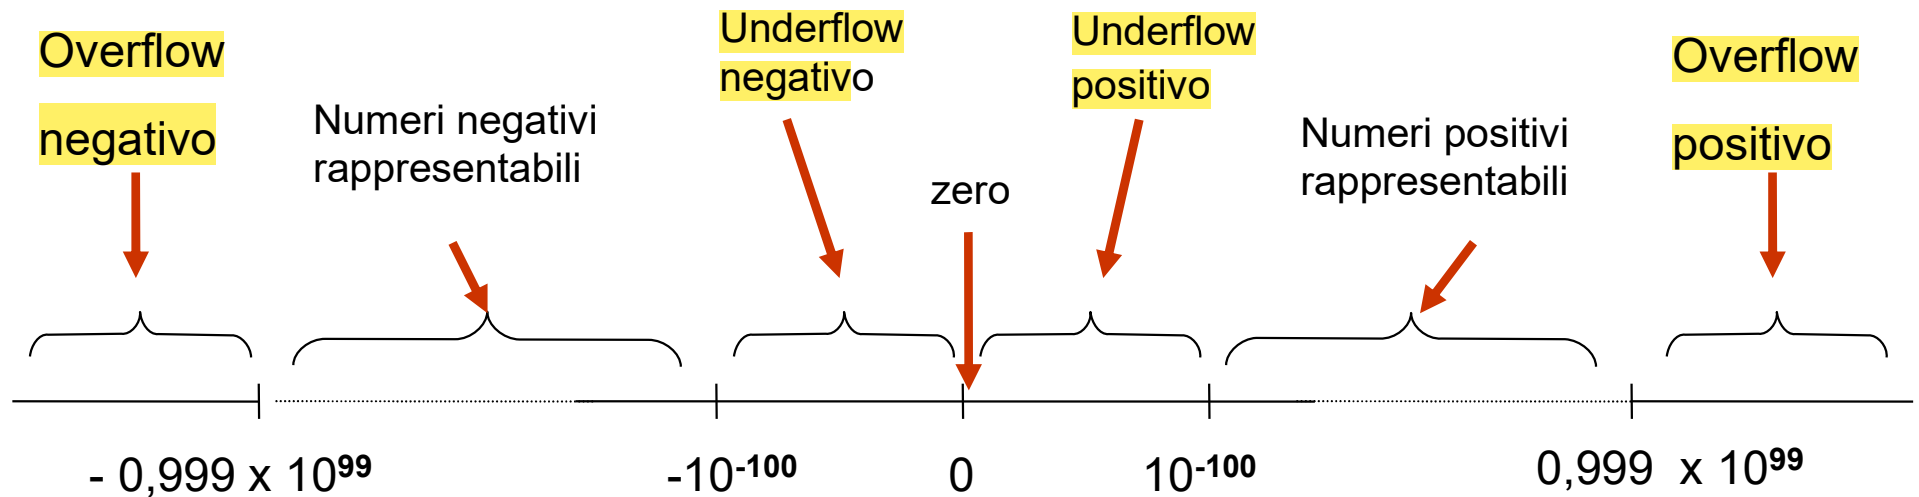 Overflow
negativo
Numeri negativi
rappresentabili
Underflow
negativo
zero
Underflow
positivo
Numeri positivi
rappresentabili
Overflow
positivo
- 0,999 x 10⁹⁹
-10⁻¹⁰⁰
0
10⁻¹⁰⁰
0,999 x 10⁹⁹